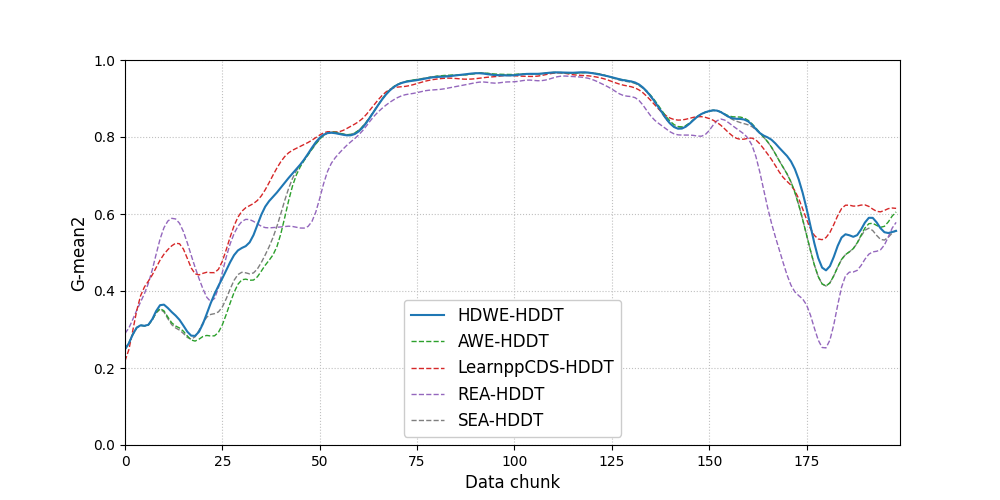 1.0
0.8
0.6
0.4
0.2
0.0
G-mean2
HDWE-HDDT
AWE-HDDT
LearnppCDS-HDDT
REA-HDDT
SEA-HDDT
0 25 50 75 100 125 150 175
Data chunk